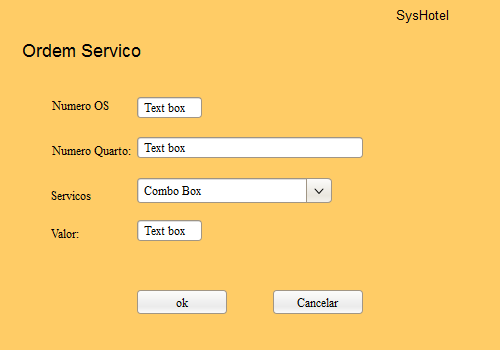 SysHotel
Ordem Servico
Numero OS Text box
Numero Quarto: Text box
Servicos Combo Box
Valor: Text box
ok Cancelar